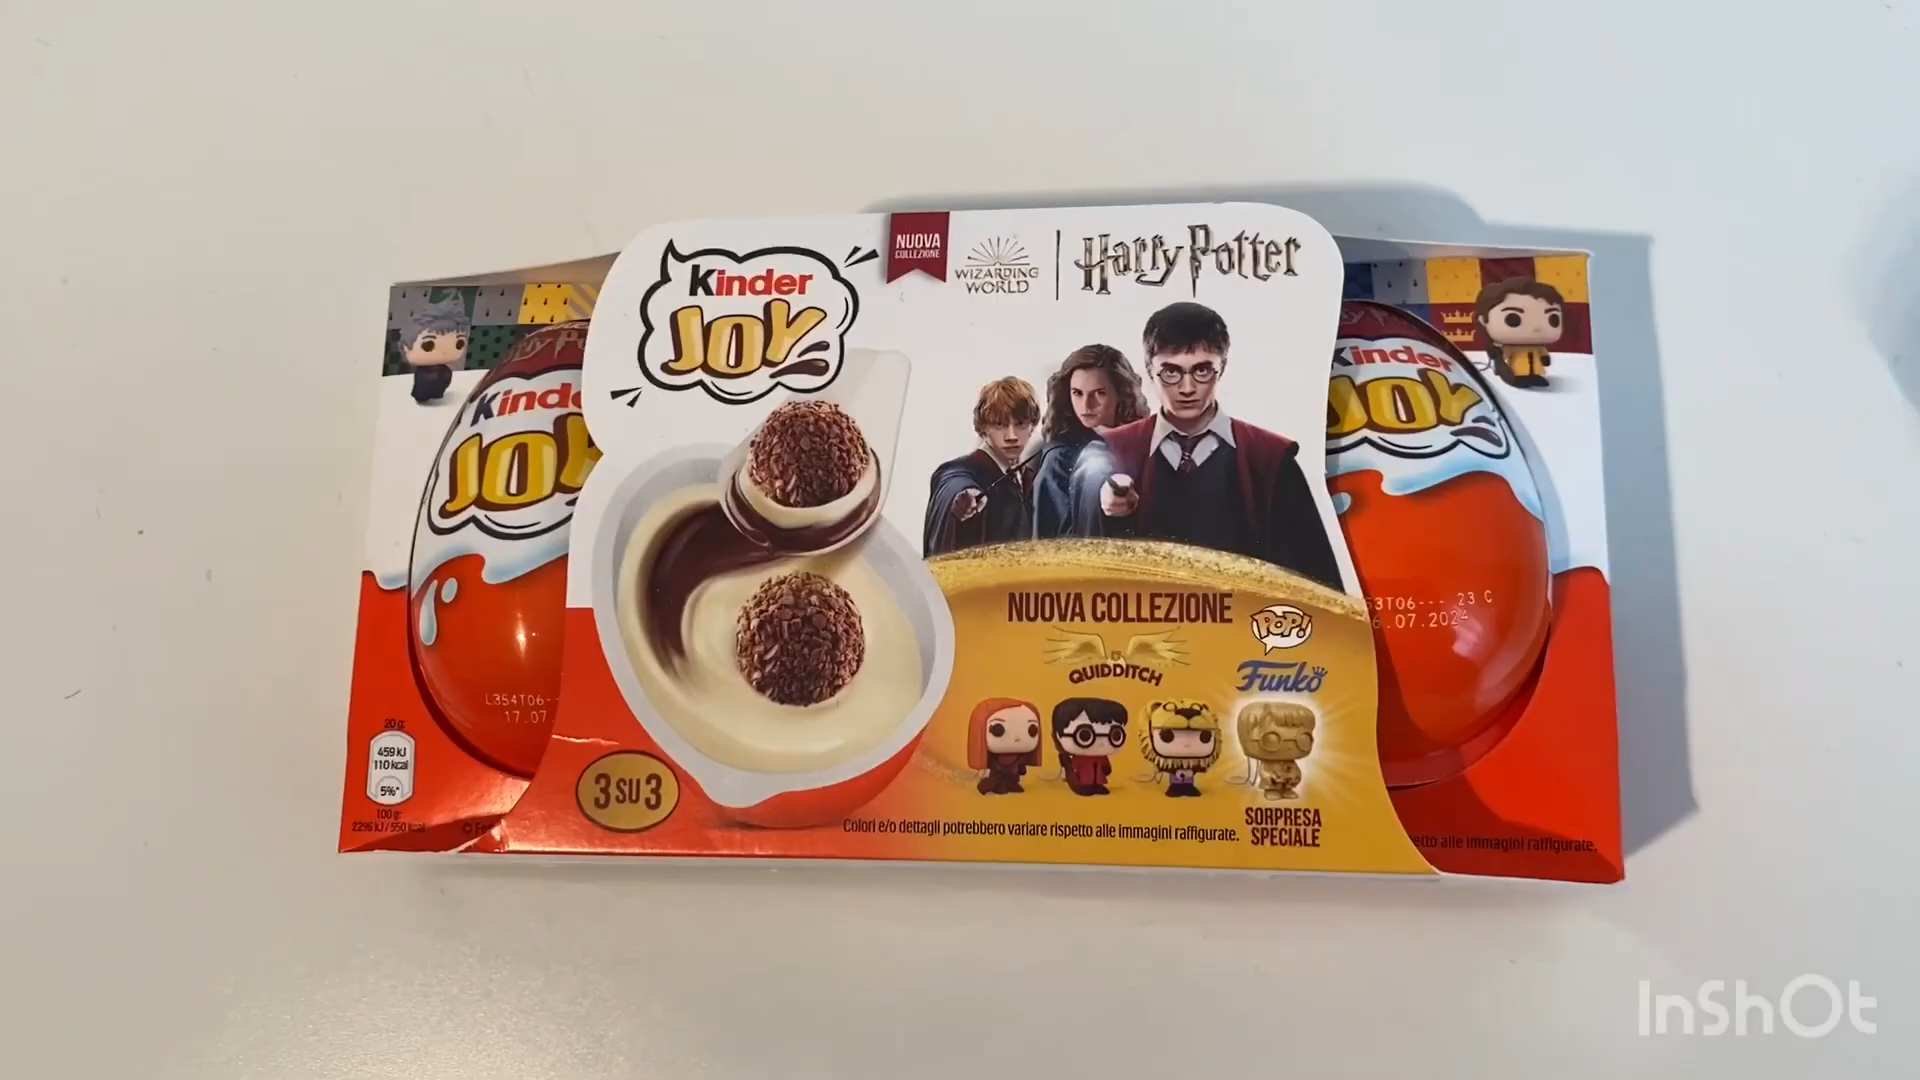 NUOVA
COLLEZIONE
WIZARDING
WORLD
Harry Potter
Kinder
JOY
Kinder
JOY
NUOVA COLLEZIONE
QUIDDITCH
POP!
Funko
SORPRESA
SPECIALE
3 SU 3
Colori e/o dettagli potrebbero variare rispetto alle immagini raffigurate.
L354T06--
17.07.
20 g:
459 kJ
110 kcal
5%*
100 g:
2296 kJ / 550 kcal
Kinder
JOY
53T06--- 23 C
6.07.2024
alle immagini raffigurate.
InShOt